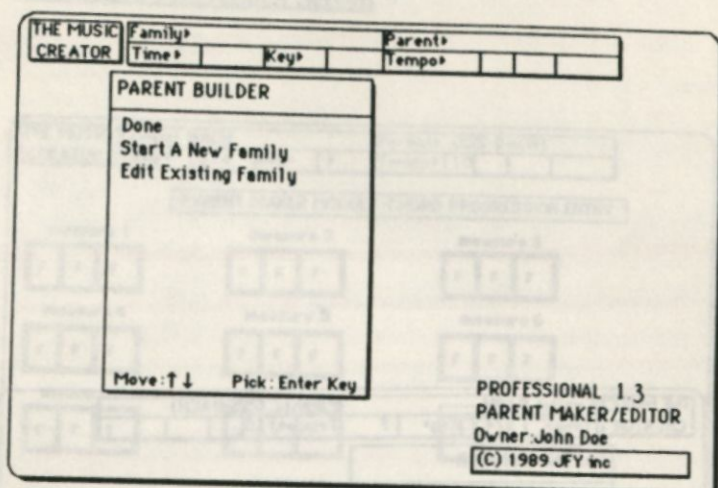 THE MUSIC CREATOR
Family▸ Parent▸
Time▸ Key▸ Tempo▸
PARENT BUILDER
Done
Start A New Family
Edit Existing Family
Move:↑↓ Pick: Enter Key
PROFESSIONAL 1.3
PARENT MAKER/EDITOR
Owner:John Doe
(C) 1989 JFY inc